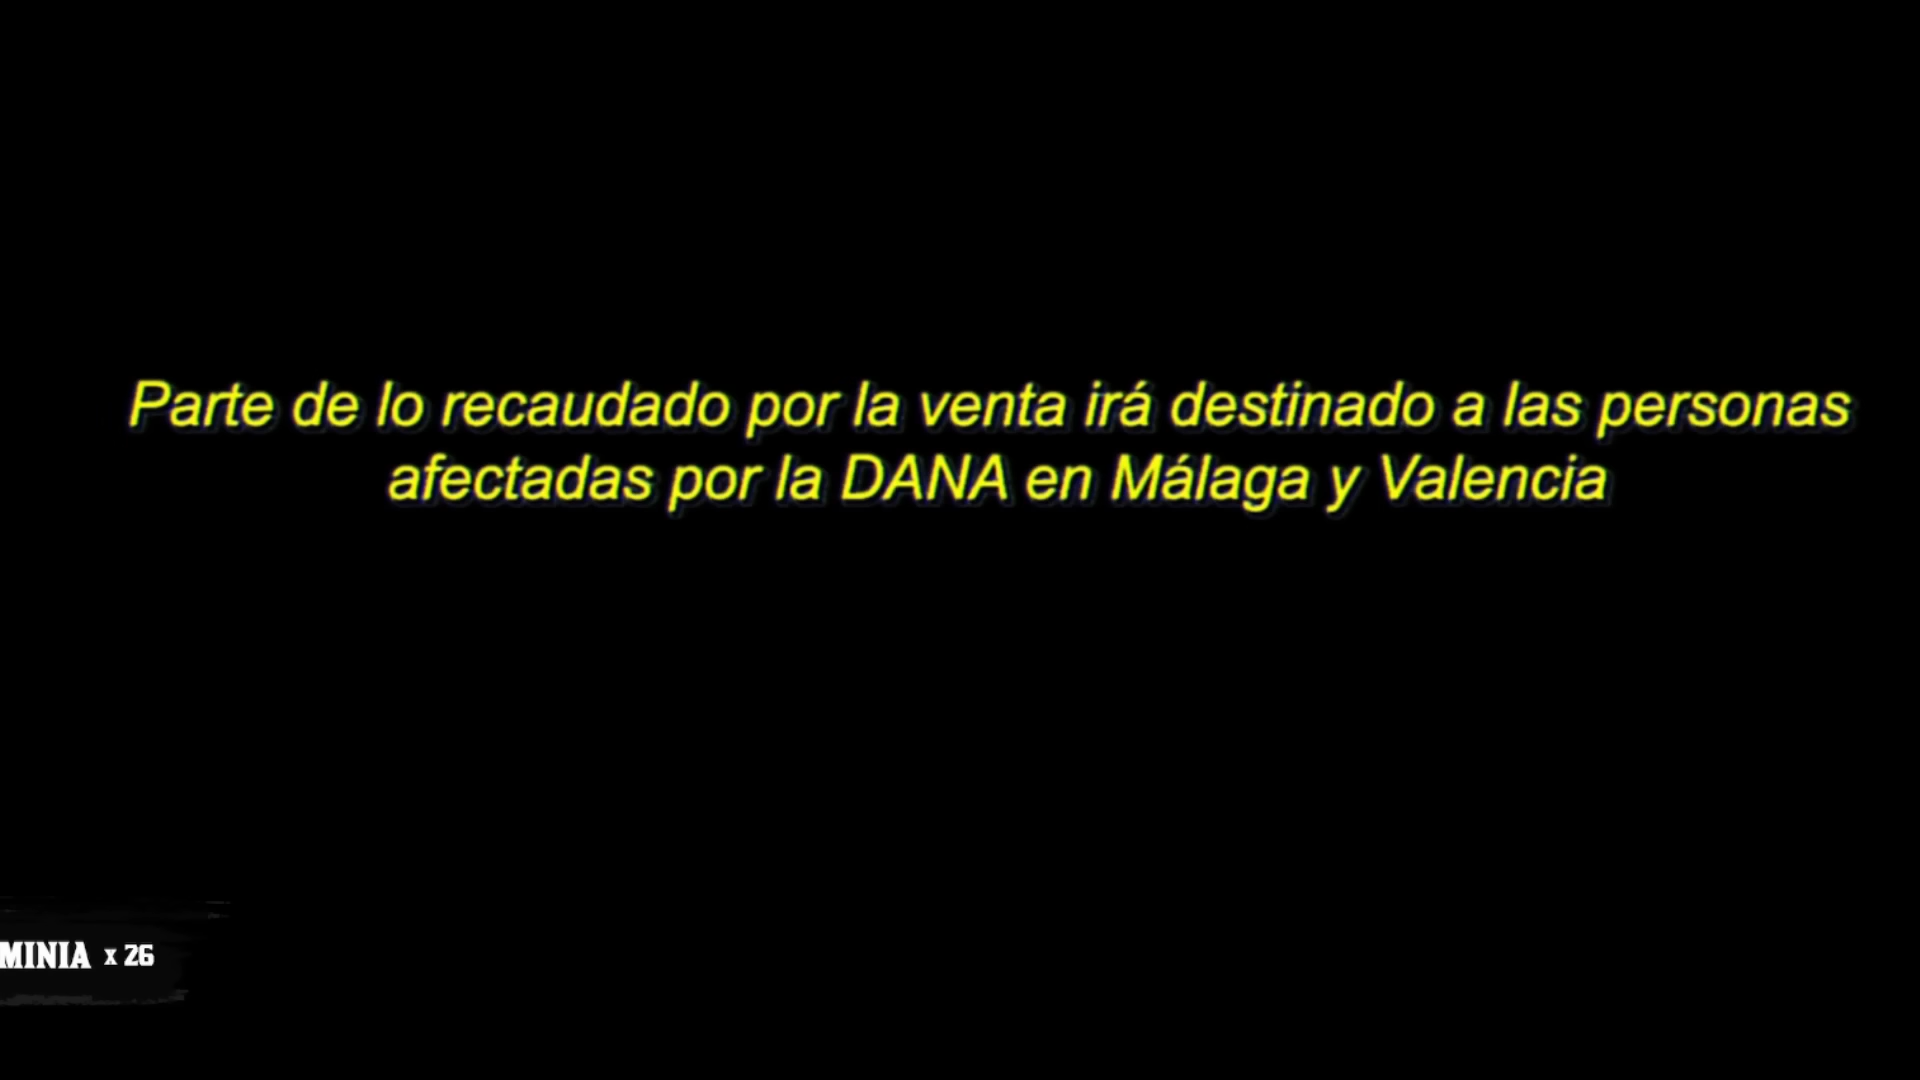 Parte de lo recaudado por la venta irá destinado a las personas
afectadas por la DANA en Málaga y Valencia
MINIA x 26